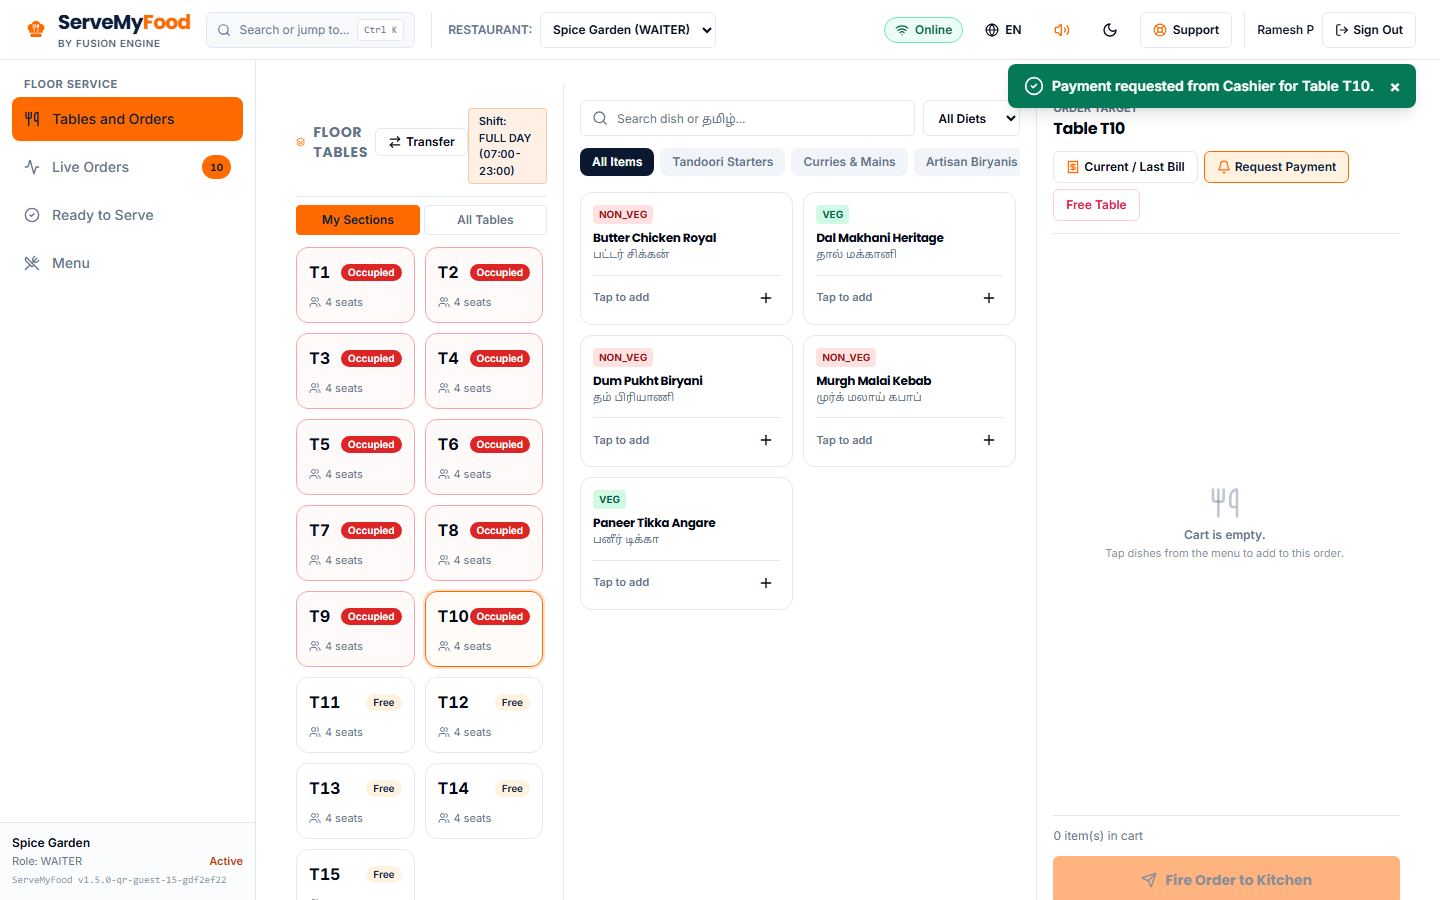 ServeMyFood
BY FUSION ENGINE
Search or jump to...
Ctrl K
RESTAURANT:
Spice Garden (WAITER)
Online
EN
Support
Ramesh P
Sign Out
Payment requested from Cashier for Table T10.
×
FLOOR SERVICE
Tables and Orders
Live Orders
10
Ready to Serve
Menu
Spice Garden
Role: WAITER
Active
ServeMyFood v1.5.0-qr-guest-15-gdf2ef22
FLOOR TABLES
Transfer
Shift: FULL DAY (07:00-23:00)
My Sections
All Tables
T1
Occupied
4 seats
T2
Occupied
4 seats
T3
Occupied
4 seats
T4
Occupied
4 seats
T5
Occupied
4 seats
T6
Occupied
4 seats
T7
Occupied
4 seats
T8
Occupied
4 seats
T9
Occupied
4 seats
T10
Occupied
4 seats
T11
Free
4 seats
T12
Free
4 seats
T13
Free
4 seats
T14
Free
4 seats
T15
Free
Search dish or தமிழ்...
All Diets
All Items
Tandoori Starters
Curries & Mains
Artisan Biryanis
NON_VEG
Butter Chicken Royal
பட்டர் சிக்கன்
Tap to add
VEG
Dal Makhani Heritage
தால் மக்கானி
Tap to add
NON_VEG
Dum Pukht Biryani
தம் பிரியாணி
Tap to add
NON_VEG
Murgh Malai Kebab
முர்க் மலாய் கபாப்
Tap to add
VEG
Paneer Tikka Angare
பனீர் டிக்கா
Tap to add
ORDER TARGET
Table T10
Current / Last Bill
Request Payment
Free Table
Cart is empty.
Tap dishes from the menu to add to this order.
0 item(s) in cart
Fire Order to Kitchen